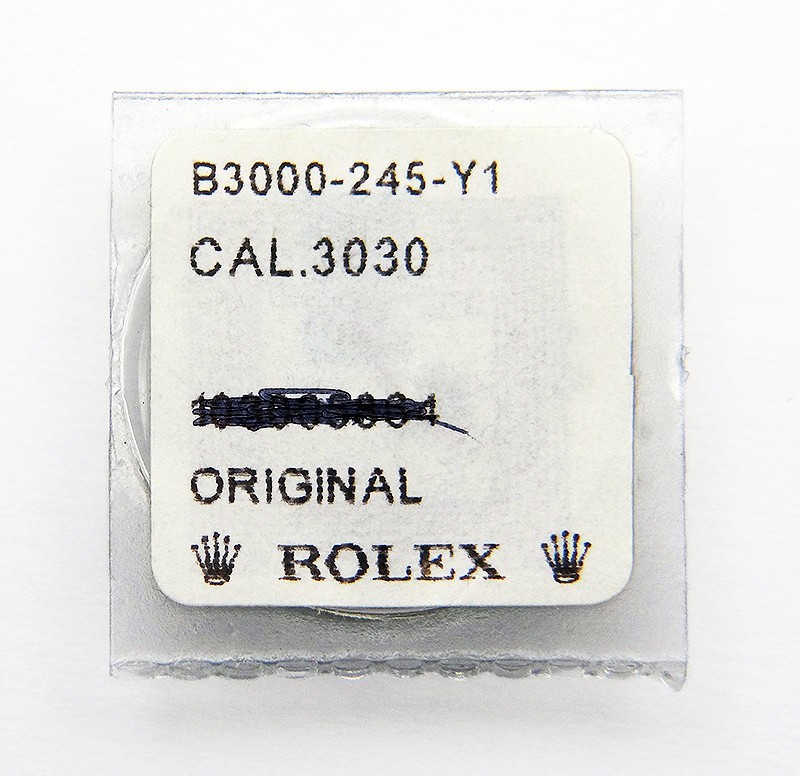 B3000-245-Y1
CAL.3030
ORIGINAL
ROLEX